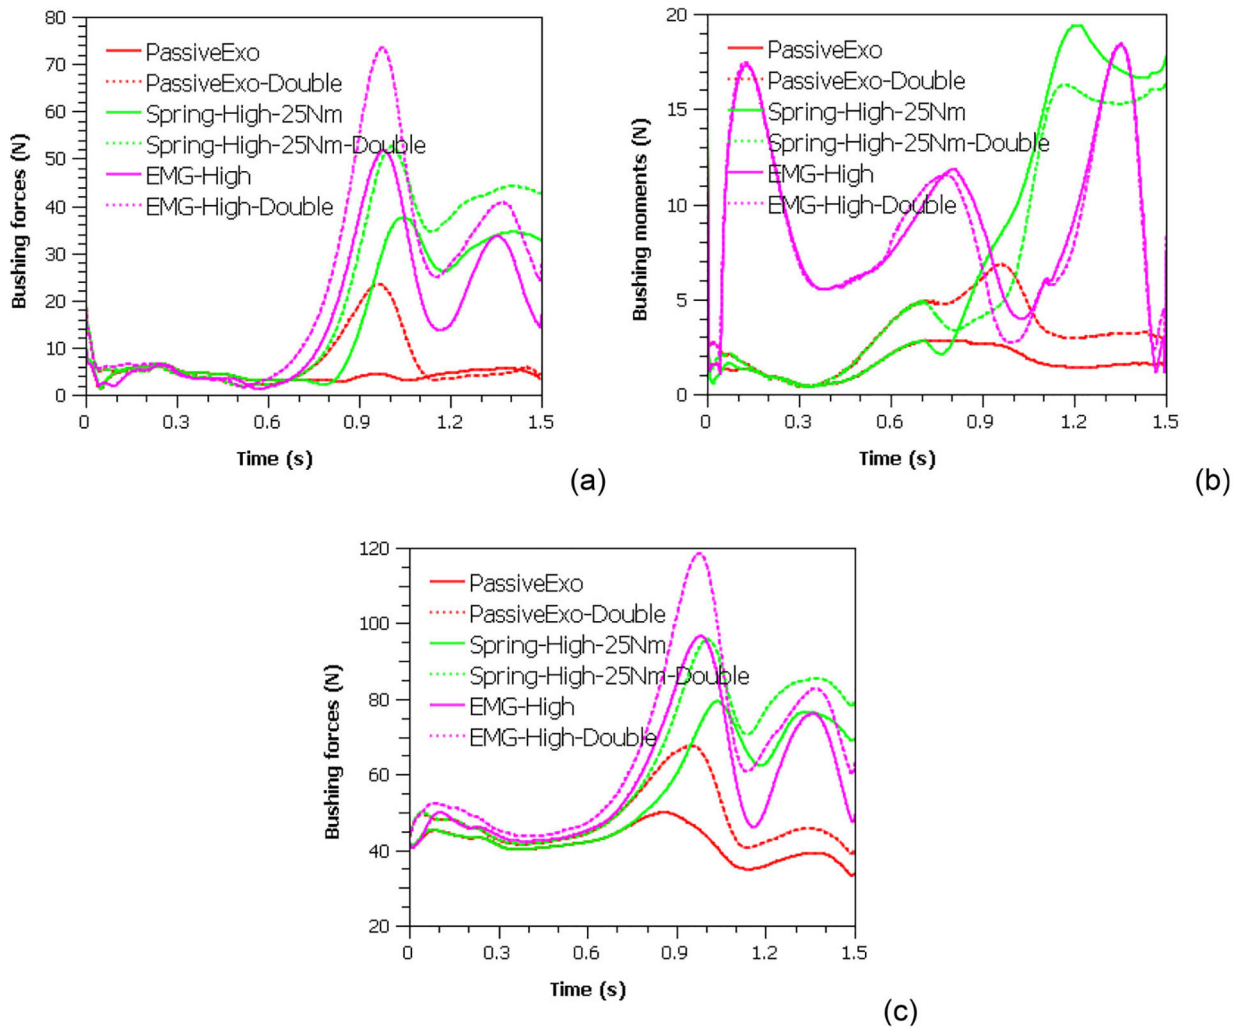 80
70
60
50
40
30
20
10
0
Bushing forces (N)
PassiveExo
PassiveExo-Double
Spring-High-25Nm
Spring-High-25Nm-Double
EMG-High
EMG-High-Double
0 0.3 0.6 0.9 1.2 1.5
Time (s)
(a)
20
15
10
5
0
Bushing moments (N)
PassiveExo
PassiveExo-Double
Spring-High-25Nm
Spring-High-25Nm-Double
EMG-High
EMG-High-Double
0 0.3 0.6 0.9 1.2 1.5
Time (s)
(b)
120
100
80
60
40
20
Bushing forces (N)
PassiveExo
PassiveExo-Double
Spring-High-25Nm
Spring-High-25Nm-Double
EMG-High
EMG-High-Double
0 0.3 0.6 0.9 1.2 1.5
Time (s)
(c)